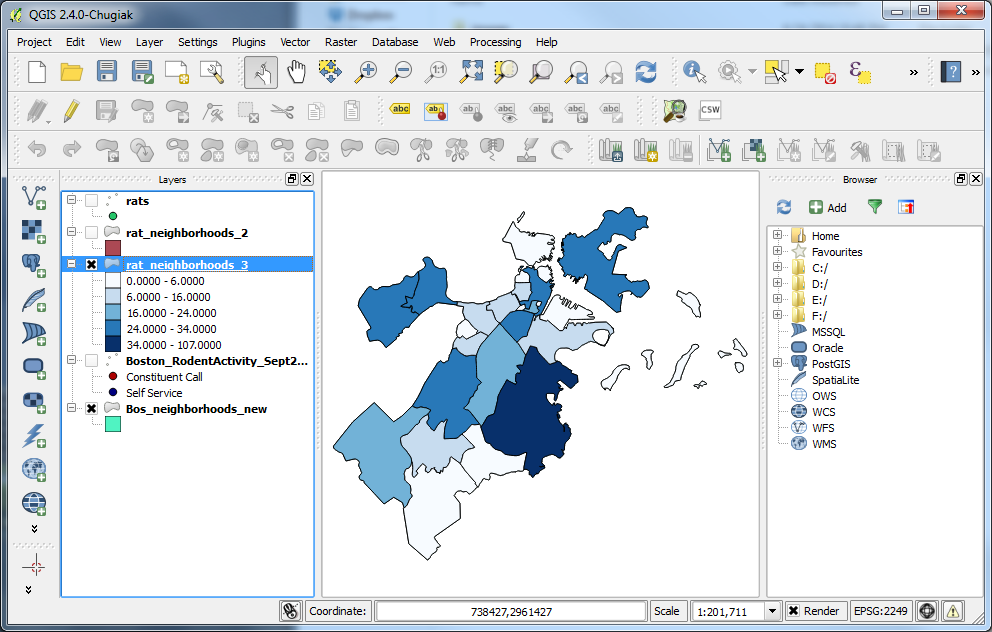 QGIS 2.4.0-Chugiak
Project Edit View Layer Settings Plugins Vector Raster Database Web Processing Help
1:1
ε
»
?
»
abc ab abc abc abc abc abc CSW
Layers
Browser
rats
rat_neighborhoods_2
rat_neighborhoods_3
0.0000 - 6.0000
6.0000 - 16.0000
16.0000 - 24.0000
24.0000 - 34.0000
34.0000 - 107.0000
Boston_RodentActivity_Sept2...
Constituent Call
Self Service
Bos_neighborhoods_new
Add
Home
Favourites
C:/
D:/
E:/
F:/
MSSQL
Oracle
PostGIS
SpatiaLite
OWS
WCS
WFS
WMS
Coordinate: 738427,2961427 Scale 1:201,711 Render EPSG:2249